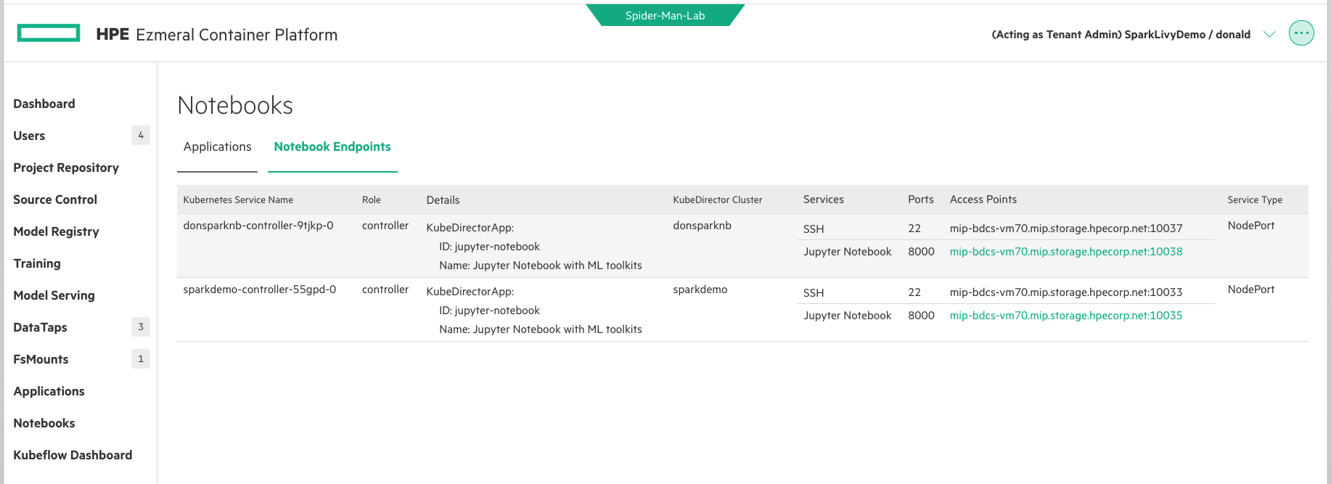 Spider-Man-Lab
HPE Ezmeral Container Platform
(Acting as Tenant Admin) SparkLivyDemo / donald
Dashboard
Users 4
Project Repository
Source Control
Model Registry
Training
Model Serving
DataTaps 3
FsMounts 1
Applications
Notebooks
Kubeflow Dashboard
Notebooks
Applications Notebook Endpoints
Kubernetes Service Name Role Details KubeDirector Cluster Services Ports Access Points Service Type
donsparknb-controller-9tjkp-0 controller KubeDirectorApp: donsparknb SSH 22 mip-bdcs-vm70.mip.storage.hpecorp.net:10037 NodePort
ID: jupyter-notebook Jupyter Notebook 8000 mip-bdcs-vm70.mip.storage.hpecorp.net:10038
Name: Jupyter Notebook with ML toolkits
sparkdemo-controller-55gpd-0 controller KubeDirectorApp: sparkdemo SSH 22 mip-bdcs-vm70.mip.storage.hpecorp.net:10033 NodePort
ID: jupyter-notebook Jupyter Notebook 8000 mip-bdcs-vm70.mip.storage.hpecorp.net:10035
Name: Jupyter Notebook with ML toolkits